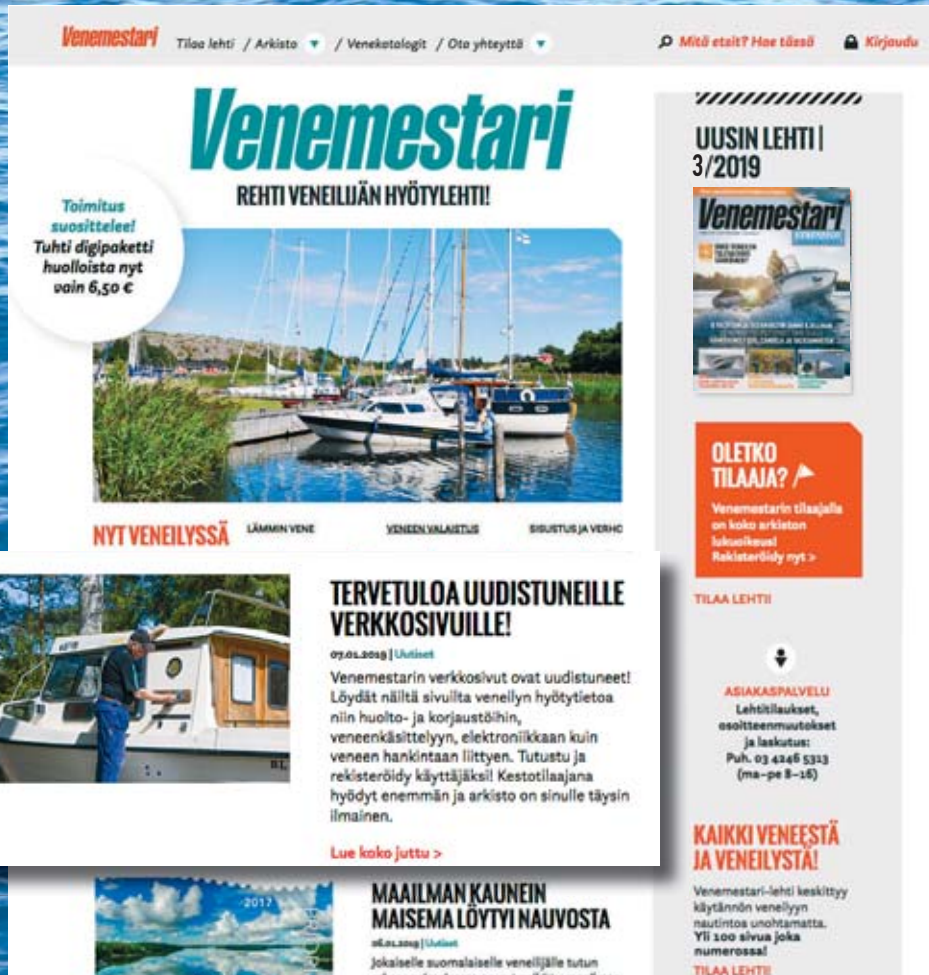 Venemestari
Tilaa lehti / Arkisto / Venekatalogit / Ota yhteyttä
Mitä etsit? Hae tässä
Kirjaudu
Venemestari
REHTI VENEILIJÄN HYÖTYLEHTI!
Toimitus
suosittelee!
Tuhti digipaketti
huolloista nyt
vain 6,50 €
NYT VENEILYSSÄ
LÄMMIN VENE
VENEEN VALAISTUS
SISUSTUS JA VERHO
TERVETULOA UUDISTUNEILLE
VERKKOSIVUILLE!
07.01.2019 | Uutiset
Venemestarin verkkosivut ovat uudistuneet!
Löydät näiltä sivuilta veneilyn hyötytietoa
niin huolto- ja korjaustöihin,
veneenkäsittelyyn, elektroniikkaan kuin
veneen hankintaan liittyen. Tutustu ja
rekisteröidy käyttäjäksi! Kestotilaajana
hyödyt enemmän ja arkisto on sinulle täysin
ilmainen.
Lue koko juttu >
2017
MAAILMAN KAUNEIN
MAISEMA LÖYTYI NAUVOSTA
06.01.2019 | Uutiset
Jokaiselle suomalaiselle veneilijälle tutun
UUSIN LEHTI |
3/2019
Venemestari
OLETKO
TILAAJA?
Venemestarin tilaajalla
on koko arkiston
lukuoikeus!
Rekisteröidy nyt >
TILAA LEHTI!
ASIAKASPALVELU
Lehtitilaukset,
osoitteenmuutokset
ja laskutus:
Puh. 03 4246 5313
(ma–pe 8–16)
KAIKKI VENEESTÄ
JA VENEILYSTÄ!
Venemestari-lehti keskittyy
käytännön veneilyyn
nautintoa unohtamatta.
Yli 100 sivua joka
numerossa!
TILAA LEHTI!